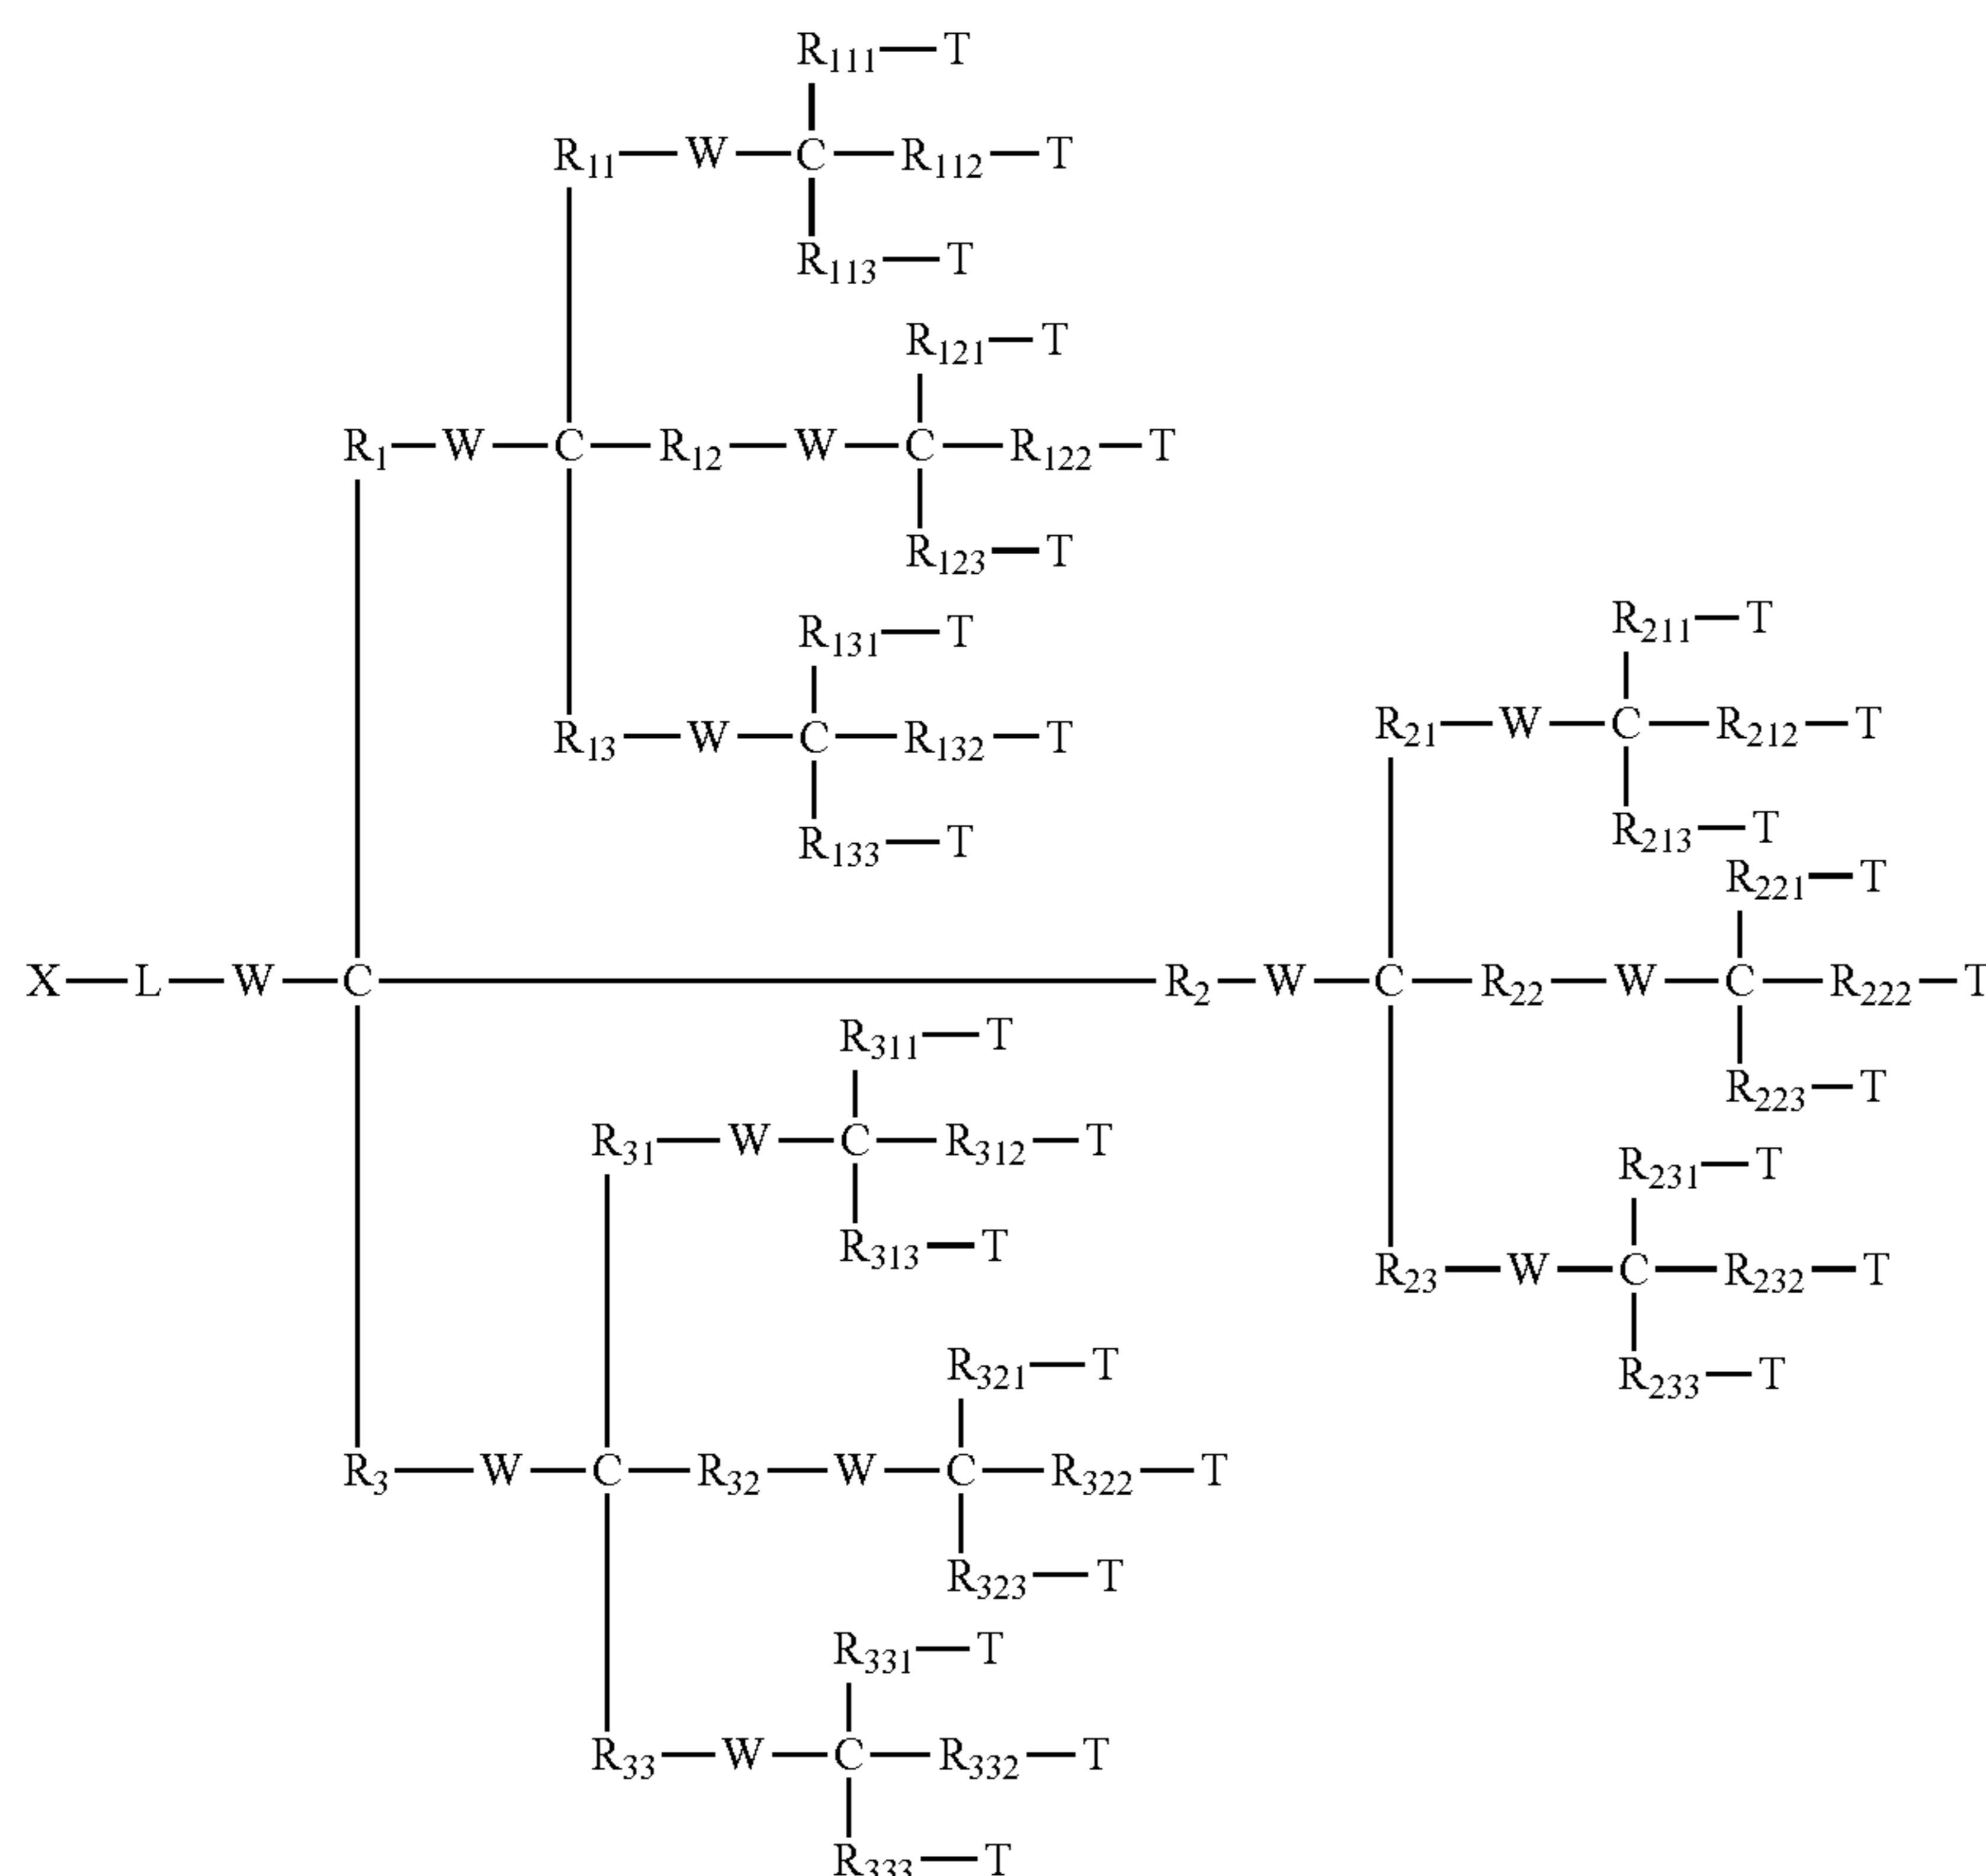 R111 T
R11 W C R112 T
R113 T
R121 T
R1 W C R12 W C R122 T
R123 T
R131 T
R13 W C R132 T
R133 T
R211 T
R21 W C R212 T
R213 T
R221 T
X L W C R2 W C R22 W C R222 T
R223 T
R231 T
R23 W C R232 T
R233 T
R311 T
R31 W C R312 T
R313 T
R321 T
R3 W C R32 W C R322 T
R323 T
R331 T
R33 W C R332 T
R333 T